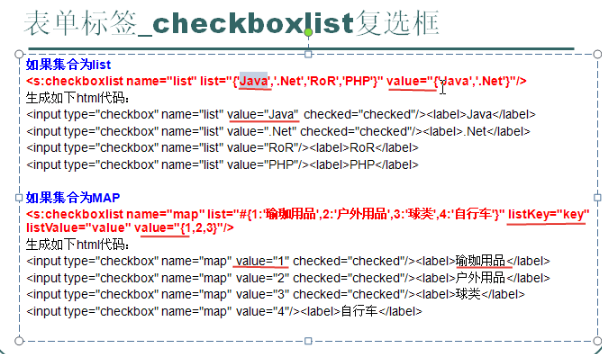 表单标签_checkboxlist复选框
如果集合为list
<s:checkboxlist name="list" list="{'Java','.Net','RoR','PHP'}" value="{'Java','.Net'}"/>
生成如下html代码：
<input type="checkbox" name="list" value="Java" checked="checked"/><label>Java</label>
<input type="checkbox" name="list" value=".Net" checked="checked"/><label>.Net</label>
<input type="checkbox" name="list" value="RoR"/><label>RoR</label>
<input type="checkbox" name="list" value="PHP"/><label>PHP</label>
如果集合为MAP
<s:checkboxlist name="map" list="#{1:'瑜珈用品',2:'户外用品',3:'球类',4:'自行车'}" listKey="key"
listValue="value" value="{1,2,3}"/>
生成如下html代码：
<input type="checkbox" name="map" value="1" checked="checked"/><label>瑜珈用品</label>
<input type="checkbox" name="map" value="2" checked="checked"/><label>户外用品</label>
<input type="checkbox" name="map" value="3" checked="checked"/><label>球类</label>
<input type="checkbox" name="map" value="4"/><label>自行车</label>